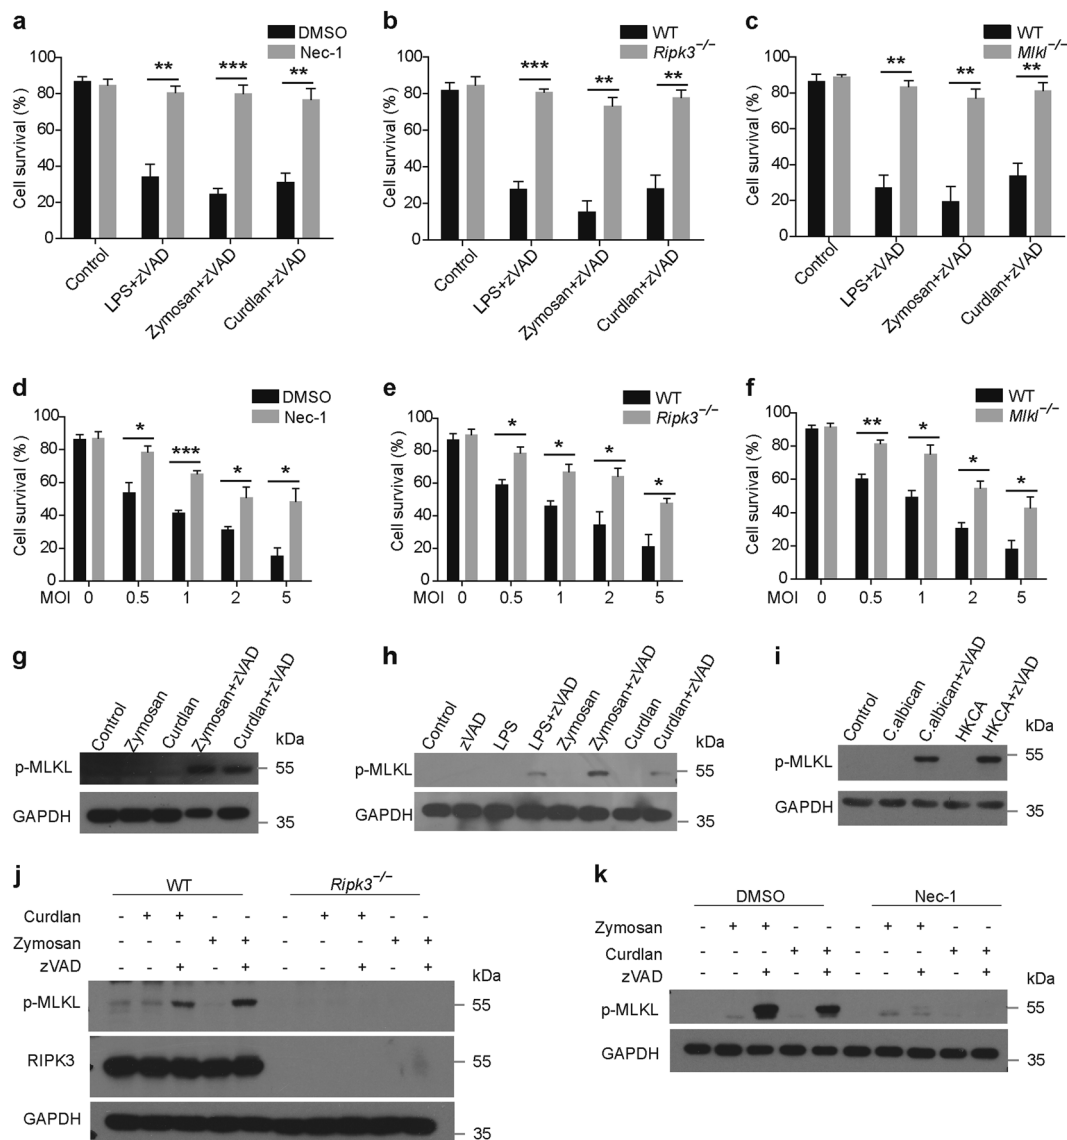 a
DMSO
Nec-1
Cell survival (%)
100
80
60
40
20
0
**
***
**
Control
LPS+zVAD
Zymosan+zVAD
Curdlan+zVAD
b
WT
Ripk3−/−
Cell survival (%)
100
80
60
40
20
0
***
**
**
Control
LPS+zVAD
Zymosan+zVAD
Curdlan+zVAD
c
WT
Mlkl−/−
Cell survival (%)
100
80
60
40
20
0
**
**
**
Control
LPS+zVAD
Zymosan+zVAD
Curdlan+zVAD
d
DMSO
Nec-1
Cell survival (%)
100
80
60
40
20
0
*
***
*
*
MOI 0 0.5 1 2 5
e
WT
Ripk3−/−
Cell survival (%)
100
80
60
40
20
0
*
*
*
*
MOI 0 0.5 1 2 5
f
WT
Mlkl−/−
Cell survival (%)
100
80
60
40
20
0
**
*
*
*
MOI 0 0.5 1 2 5
g
Control
Zymosan
Curdlan
Zymosan+zVAD
Curdlan+zVAD
kDa
p-MLKL 55
GAPDH 35
h
Control
zVAD
LPS
LPS+zVAD
Zymosan
Zymosan+zVAD
Curdlan
Curdlan+zVAD
kDa
p-MLKL 55
GAPDH 35
i
Control
C.albican
C.albican+zVAD
HKCA
HKCA+zVAD
kDa
p-MLKL 55
GAPDH 35
j
WT Ripk3−/−
Curdlan - + + - - - + + - -
Zymosan - - - + + - - - + +
zVAD - - + - + - - + - +
kDa
p-MLKL 55
RIPK3 55
GAPDH 35
k
DMSO Nec-1
Zymosan - + + - - - + + - -
Curdlan - - - + + - - - + +
zVAD - - + - + - - + - +
kDa
p-MLKL 55
GAPDH 35